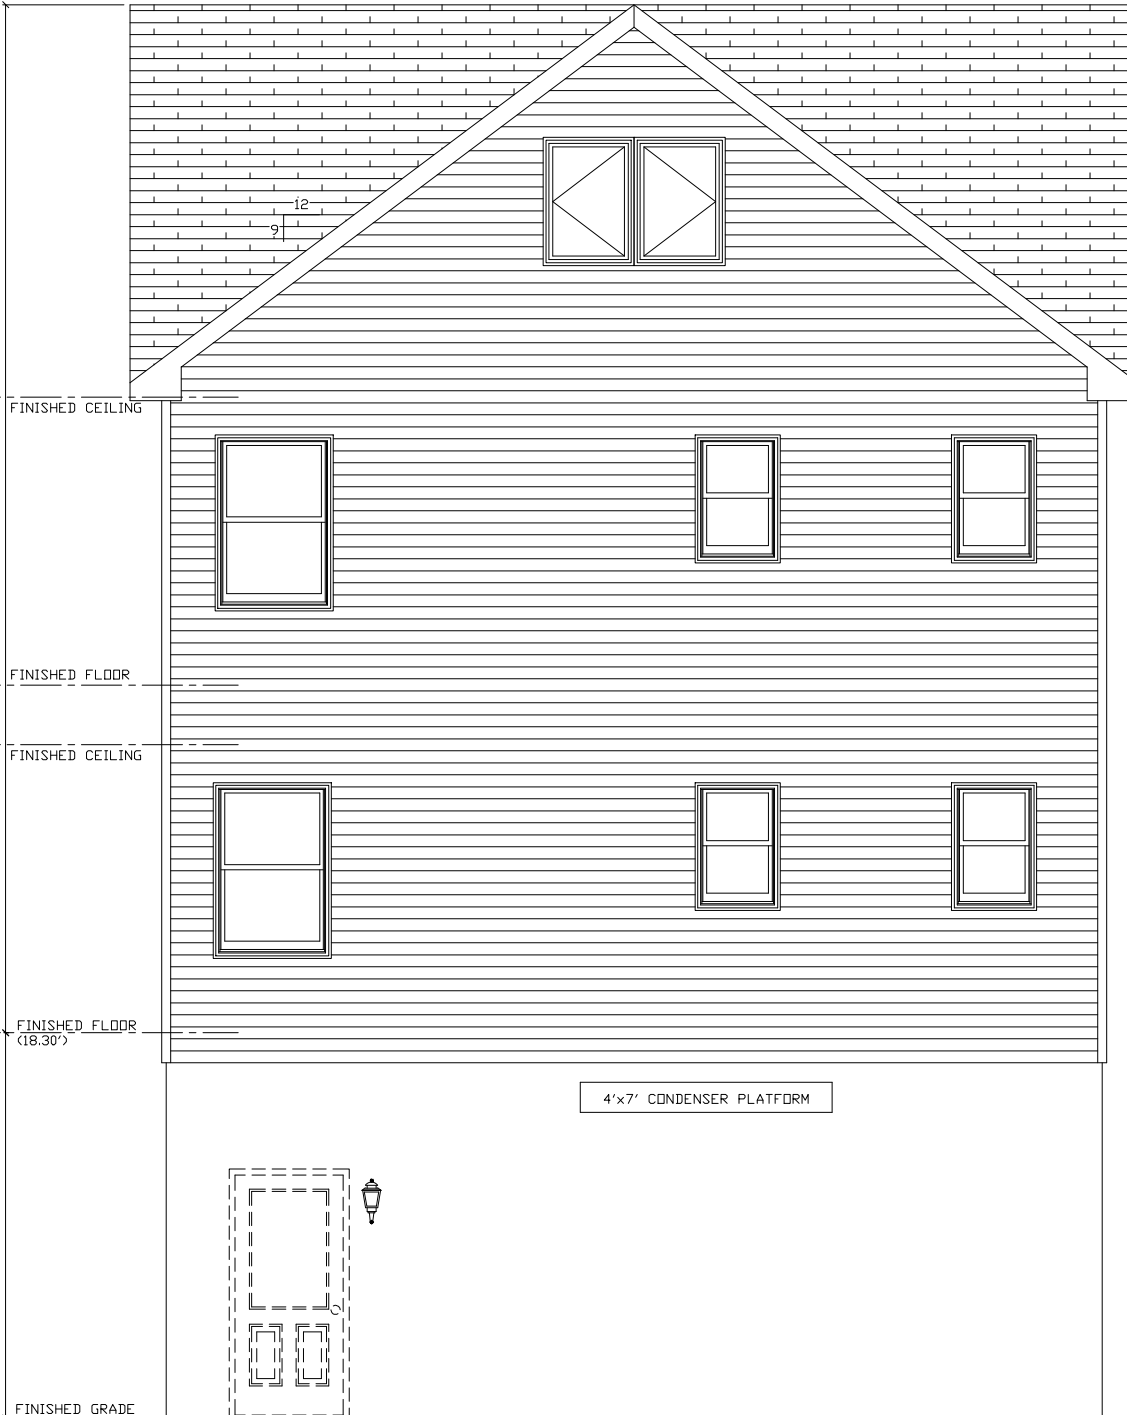 12
9
FINISHED CEILING
FINISHED FLOOR
FINISHED CEILING
FINISHED FLOOR
(18.30')
4'x7' CONDENSER PLATFORM
FINISHED GRADE